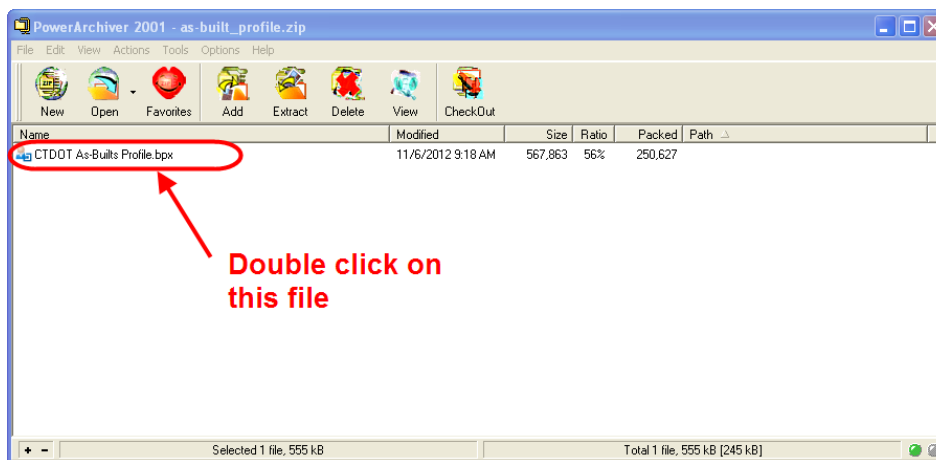 PowerArchiver 2001 - as-built_profile.zip
File Edit View Actions Tools Options Help
New Open Favorites Add Extract Delete View CheckOut
Name Modified Size Ratio Packed Path
CTDOT As-Builts Profile.bpx 11/6/2012 9:18 AM 567,863 56% 250,627
Double click on
this file
+ - Selected 1 file, 555 kB Total 1 file, 555 kB [245 kB]